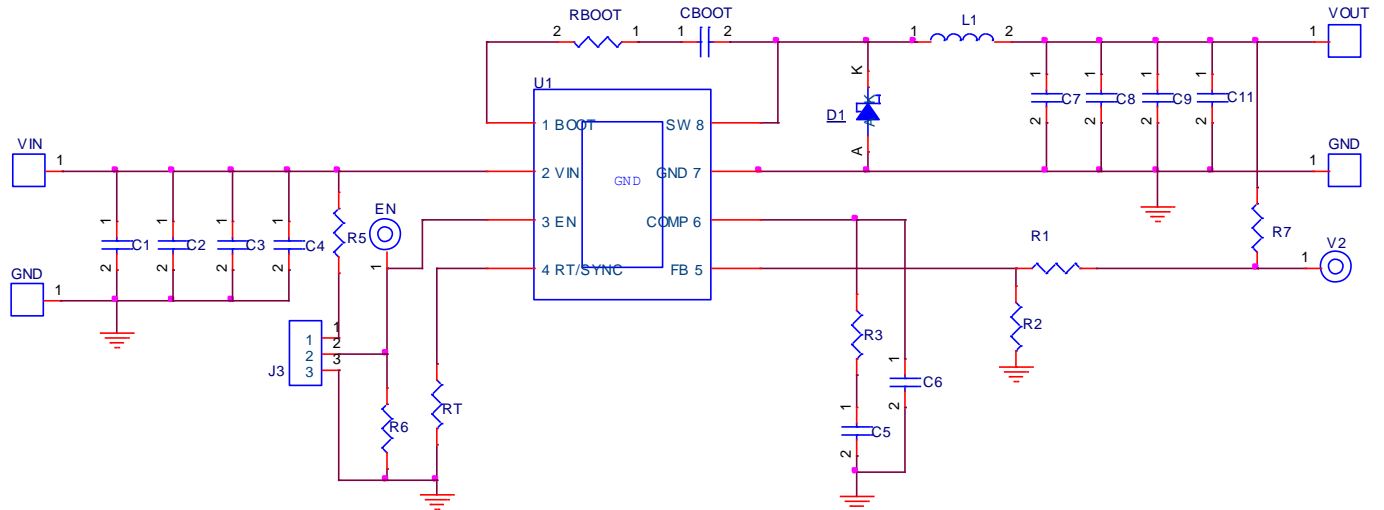 RBOOT
CBOOT
2 1 1 2
L1
1 2
VOUT
1
U1
K
D1
AK
A
1
2
C7
1
2
C8
1
2
C9
1
2
C11
1 BOOT
SW 8
VIN
1
2 VIN
GND
GND 7
GND
1
EN
1
3 EN
COMP 6
1
2
C1
1
2
C2
1
2
C3
1
2
C4
R5
R1
R7
V2
1
4 RT/SYNC
FB 5
GND
1
R2
R3
1
2
C6
J3
1
2
3
1
2
3
R6
RT
1
2
C5